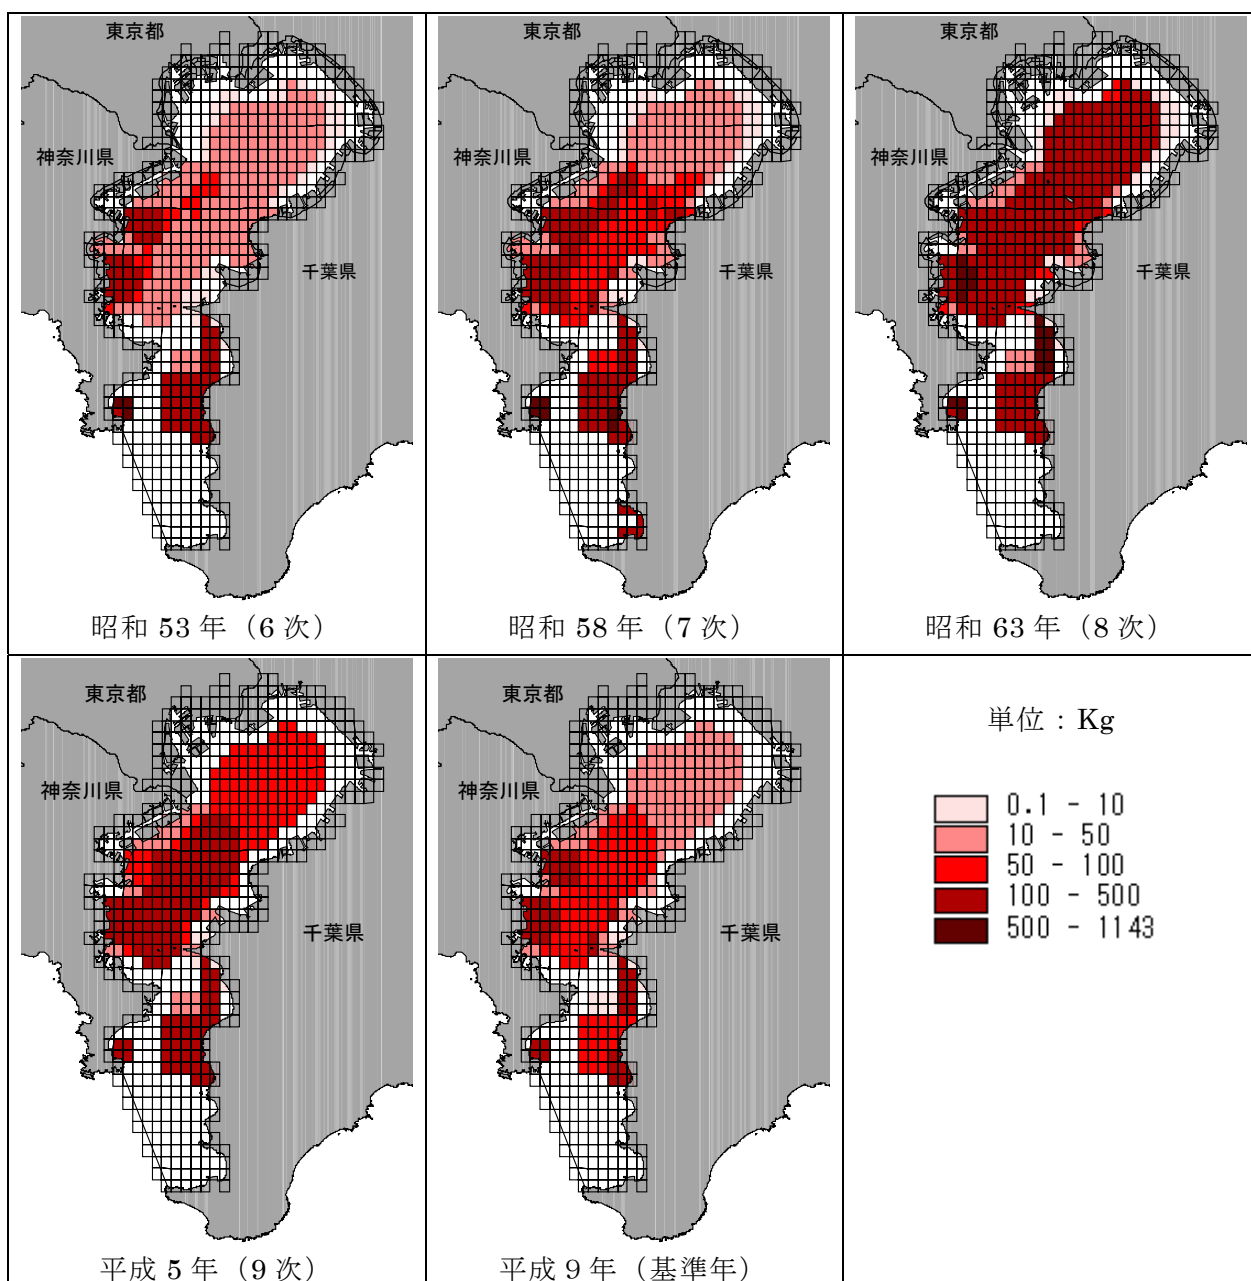 東京都
神奈川県
千葉県
昭和 53 年（6 次）
東京都
神奈川県
千葉県
昭和 58 年（7 次）
東京都
神奈川県
千葉県
昭和 63 年（8 次）
東京都
神奈川県
千葉県
平成 5 年（9 次）
東京都
神奈川県
千葉県
平成 9 年（基準年）
単位：Kg
0.1 - 10
10 - 50
50 - 100
100 - 500
500 - 1143